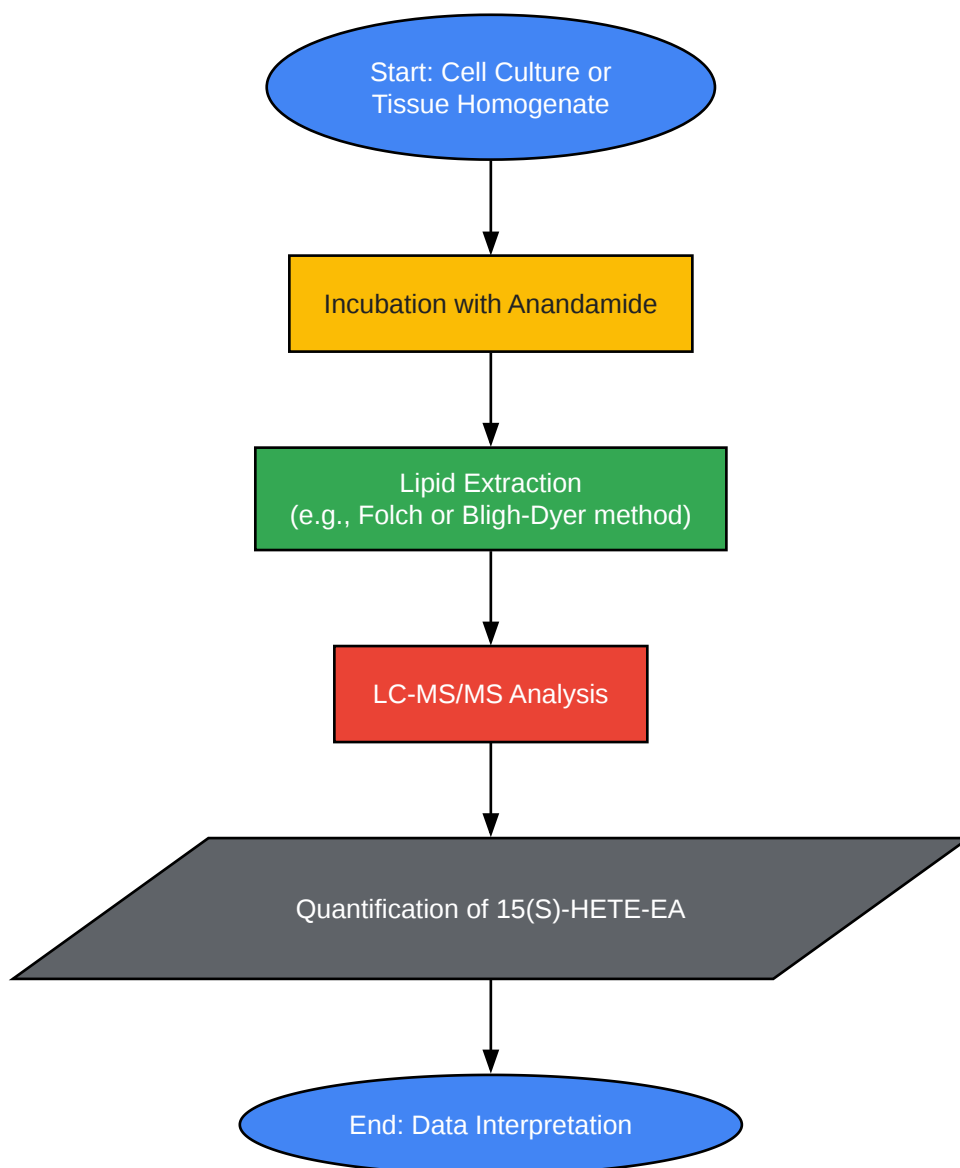 Start: Cell Culture or
Tissue Homogenate
Incubation with Anandamide
Lipid Extraction
(e.g., Folch or Bligh-Dyer method)
LC-MS/MS Analysis
Quantification of 15(S)-HETE-EA
End: Data Interpretation